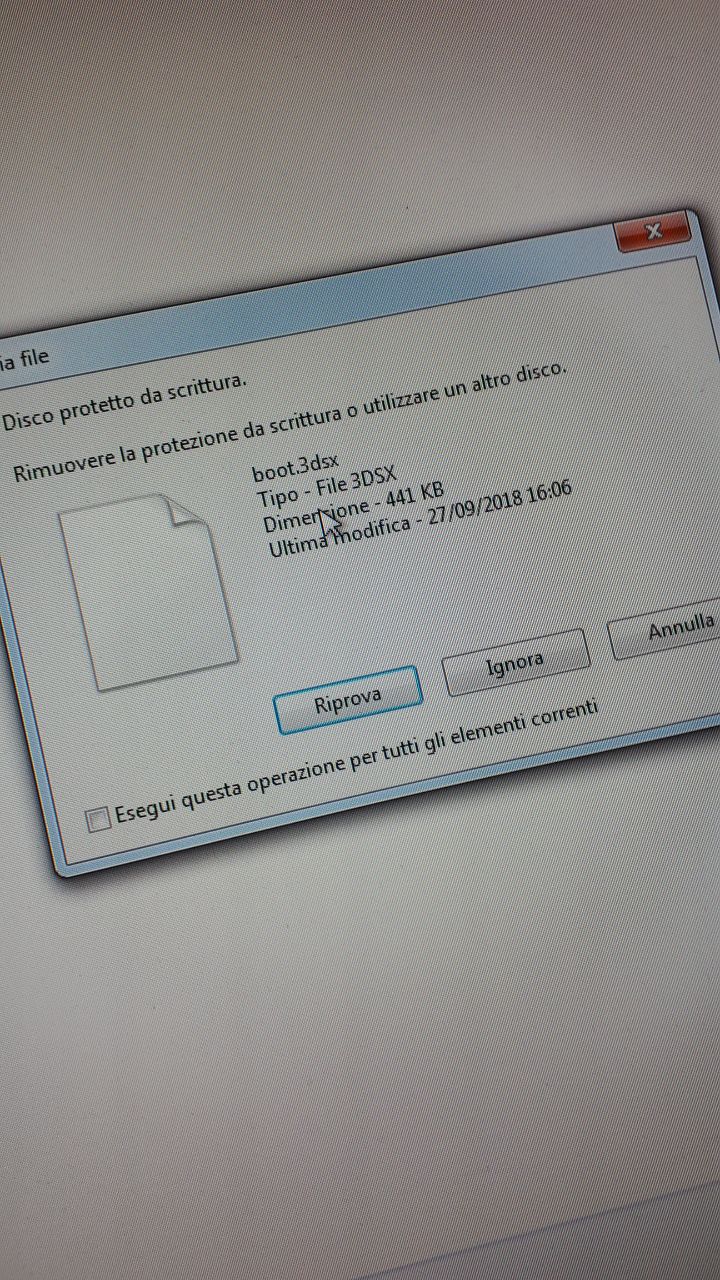 ia file
Disco protetto da scrittura.
Rimuovere la protezione da scrittura o utilizzare un altro disco.
boot.3dsx
Tipo - File 3DSX
Dimensione - 441 KB
Ultima modifica - 27/09/2018 16:06
Riprova
Ignora
Annulla
Esegui questa operazione per tutti gli elementi correnti